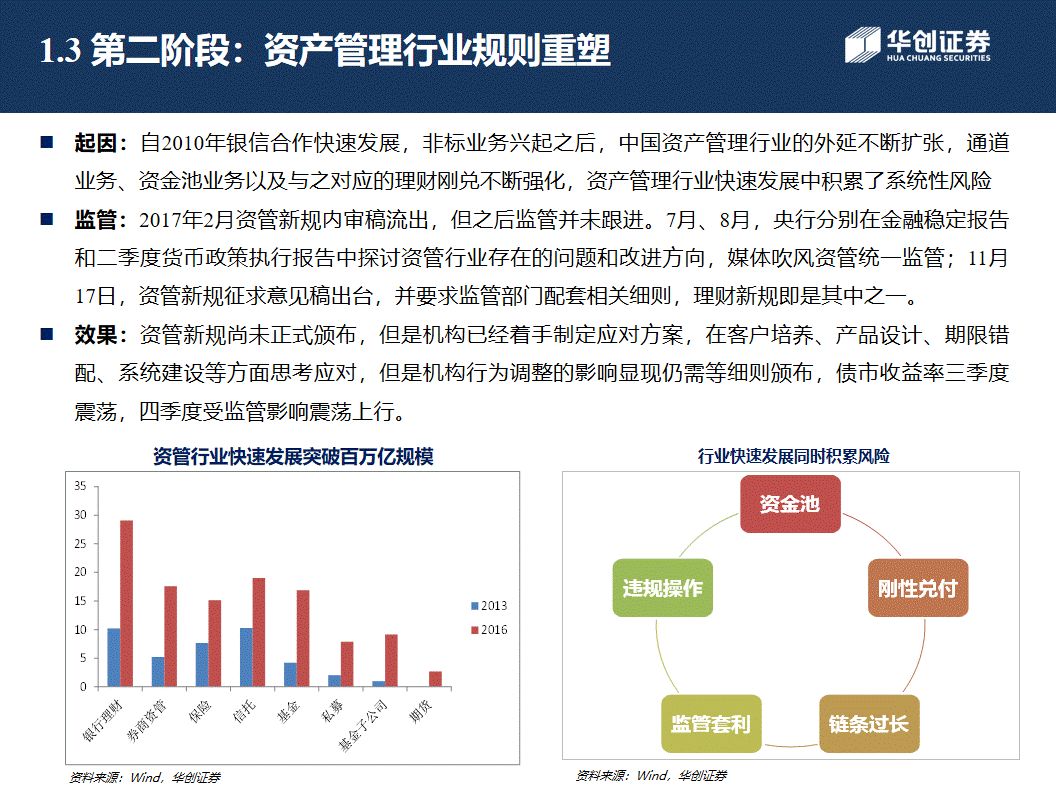 1.3 第二阶段：资产管理行业规则重塑
华创证券
HUA CHUANG SECURITIES
起因：自2010年银信合作快速发展，非标业务兴起之后，中国资产管理行业的外延不断扩张，通道
业务、资金池业务以及与之对应的理财刚兑不断强化，资产管理行业快速发展中积累了系统性风险
监管：2017年2月资管新规内审稿流出，但之后监管并未跟进。7月、8月，央行分别在金融稳定报告
和二季度货币政策执行报告中探讨资管行业存在的问题和改进方向，媒体吹风资管统一监管；11月
17日，资管新规征求意见稿出台，并要求监管部门配套相关细则，理财新规即是其中之一。
效果：资管新规尚未正式颁布，但是机构已经着手制定应对方案，在客户培养、产品设计、期限错
配、系统建设等方面思考应对，但是机构行为调整的影响显现仍需等细则颁布，债市收益率三季度
震荡，四季度受监管影响震荡上行。
资管行业快速发展突破百万亿规模
35
30
25
20
15
10
5
0
银行理财
券商资管
保险
信托
基金
私募
基金子公司
期货
2013
2016
资料来源：Wind，华创证券
行业快速发展同时积累风险
资金池
刚性兑付
链条过长
监管套利
违规操作
资料来源：Wind，华创证券